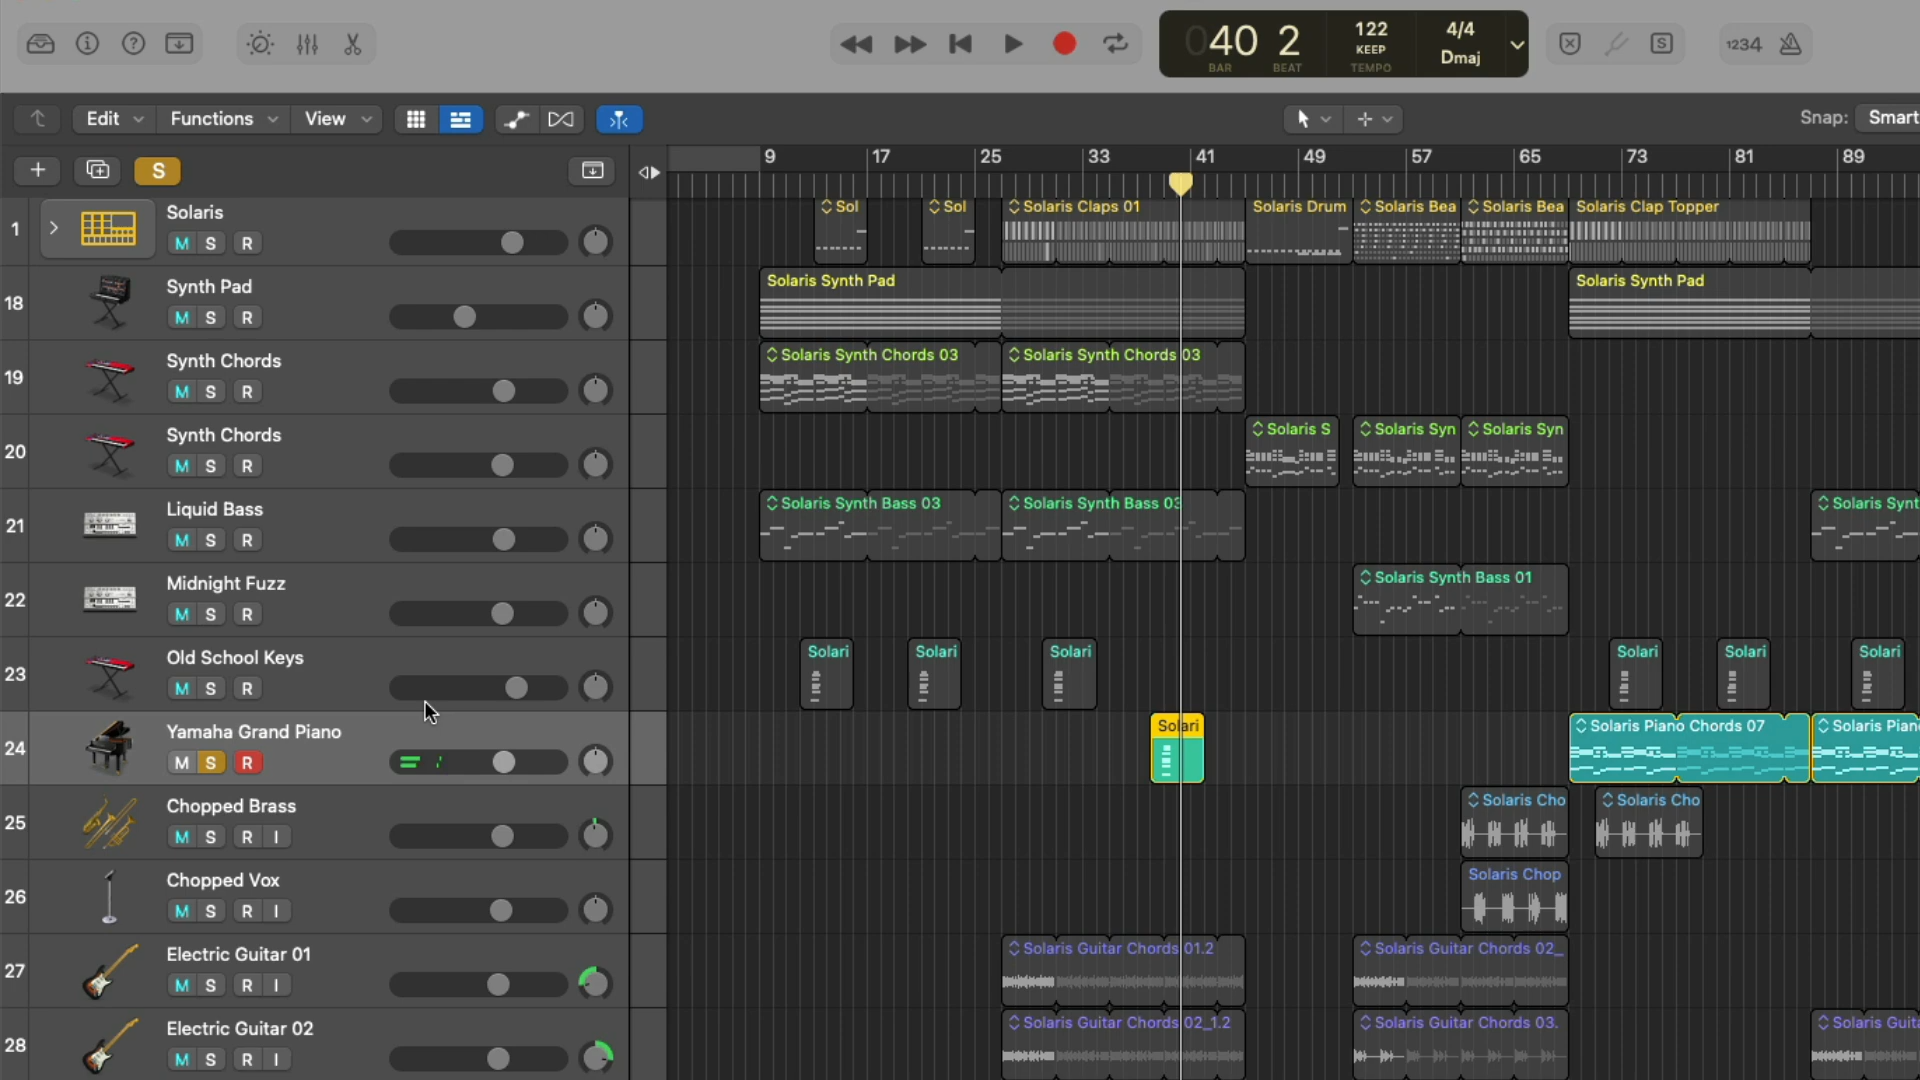 040 2
122
KEEP
4/4
Dmaj
BAR BEAT TEMPO
S
1234
Edit
Functions
View
Snap: Smart
S
9 17 25 33 41 49 57 65 73 81 89
1
Solaris
M S R
Sol
Sol
Solaris Claps 01
Solaris Drum
Solaris Bea
Solaris Bea
Solaris Clap Topper
18
Synth Pad
M S R
Solaris Synth Pad
Solaris Synth Pad
19
Synth Chords
M S R
Solaris Synth Chords 03
Solaris Synth Chords 03
20
Synth Chords
M S R
Solaris S
Solaris Syn
Solaris Syn
21
Liquid Bass
M S R
Solaris Synth Bass 03
Solaris Synth Bass 03
Solaris Synt
22
Midnight Fuzz
M S R
Solaris Synth Bass 01
23
Old School Keys
M S R
Solari
Solari
Solari
Solari
Solari
Solari
24
Yamaha Grand Piano
M S R
Solari
Solaris Piano Chords 07
Solaris Pian
25
Chopped Brass
M S R I
Solaris Cho
Solaris Cho
26
Chopped Vox
M S R I
Solaris Chop
27
Electric Guitar 01
M S R I
Solaris Guitar Chords 01.2
Solaris Guitar Chords 02_
28
Electric Guitar 02
M S R I
Solaris Guitar Chords 02_1.2
Solaris Guitar Chords 03.
Solaris Guita